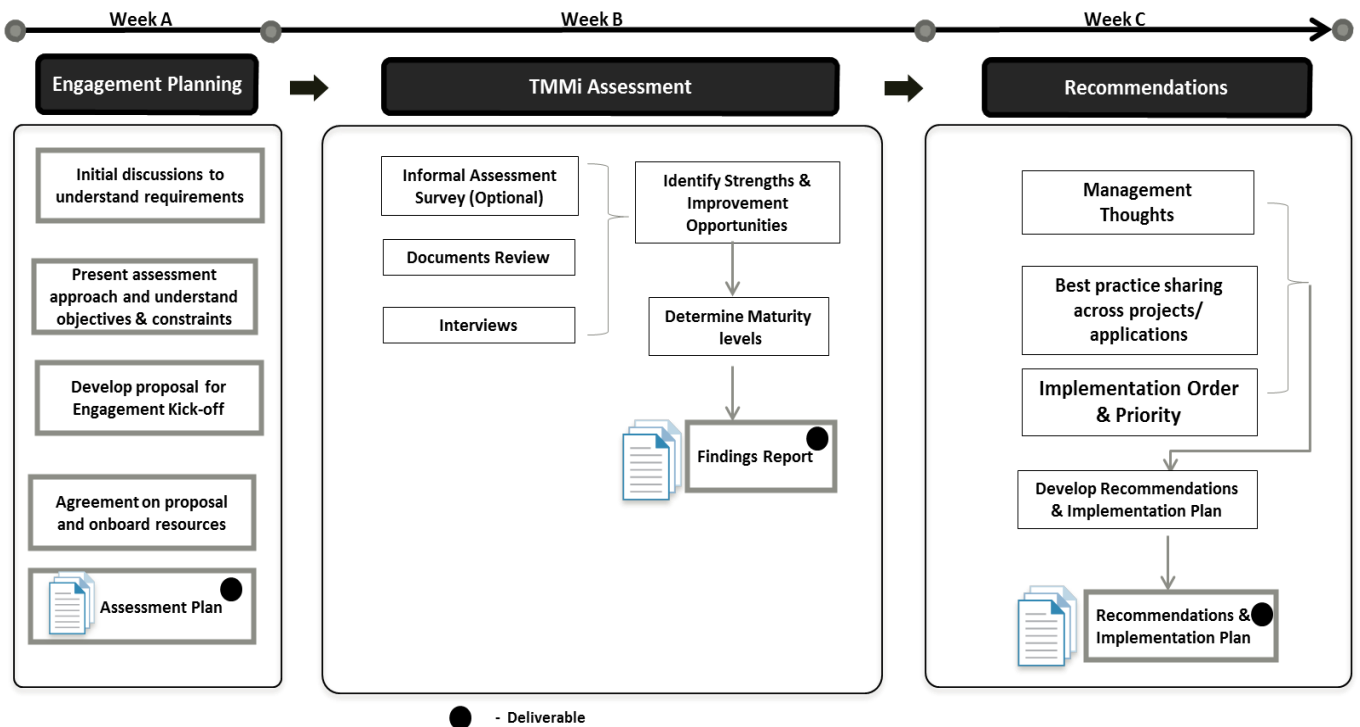 Week A
Week B
Week C
Engagement Planning
TMMi Assessment
Recommendations
Initial discussions to
understand requirements
Present assessment
approach and understand
objectives & constraints
Develop proposal for
Engagement Kick-off
Agreement on proposal
and onboard resources
Assessment Plan
Informal Assessment
Survey (Optional)
Documents Review
Interviews
Identify Strengths &
Improvement
Opportunities
Determine Maturity
levels
Findings Report
Management
Thoughts
Best practice sharing
across projects/
applications
Implementation Order
& Priority
Develop Recommendations
& Implementation Plan
Recommendations &
Implementation Plan
- Deliverable